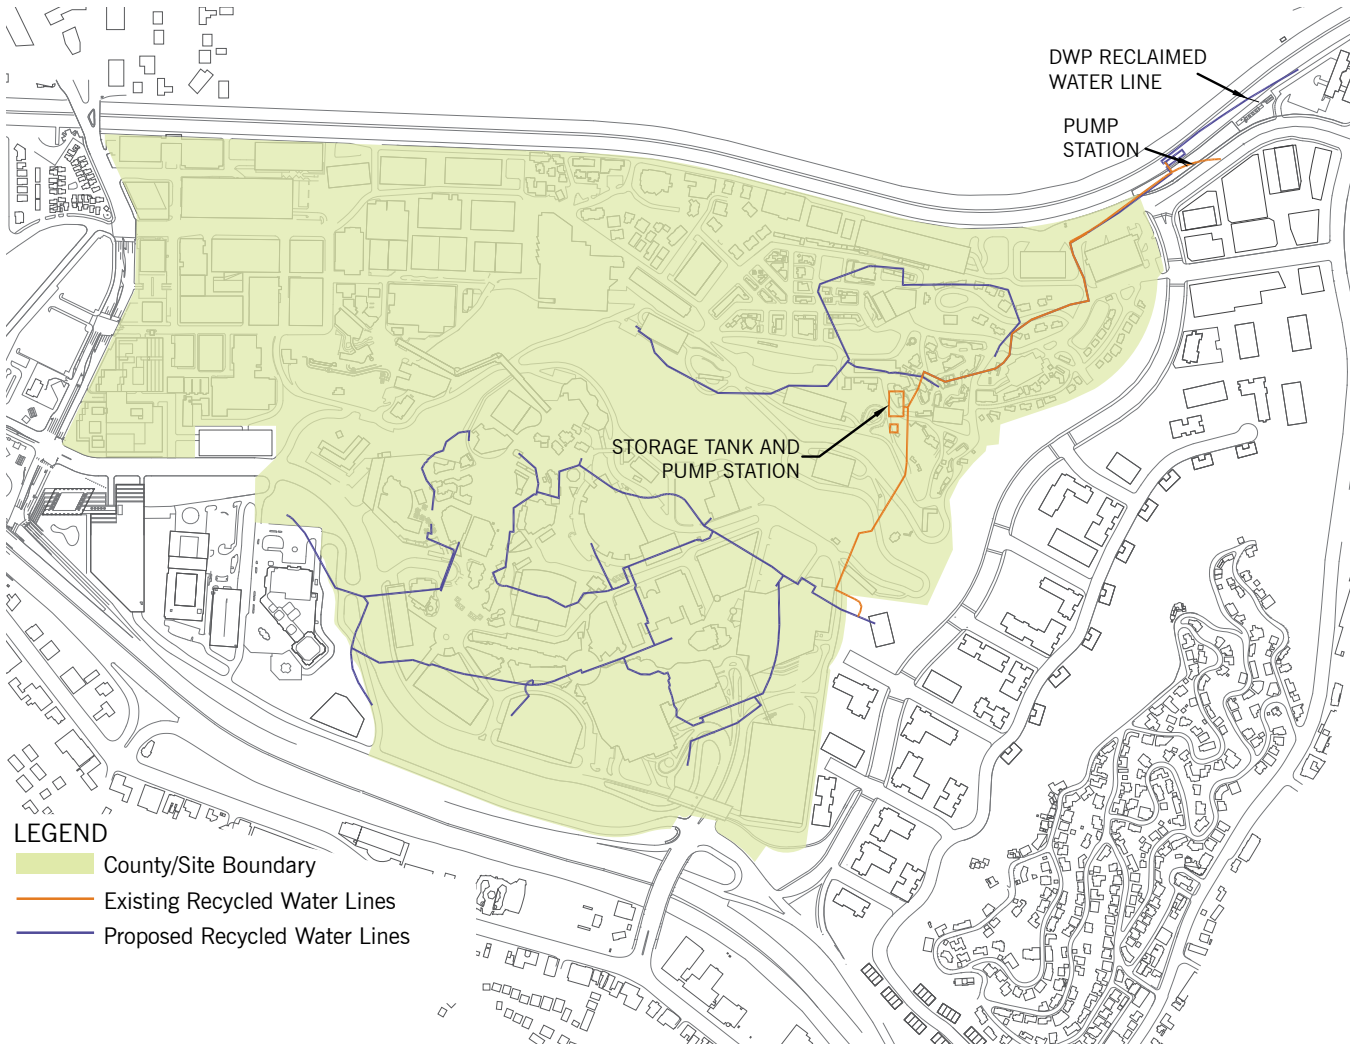 DWP RECLAIMED
WATER LINE
PUMP
STATION
STORAGE TANK AND
PUMP STATION
LEGEND
County/Site Boundary
Existing Recycled Water Lines
Proposed Recycled Water Lines